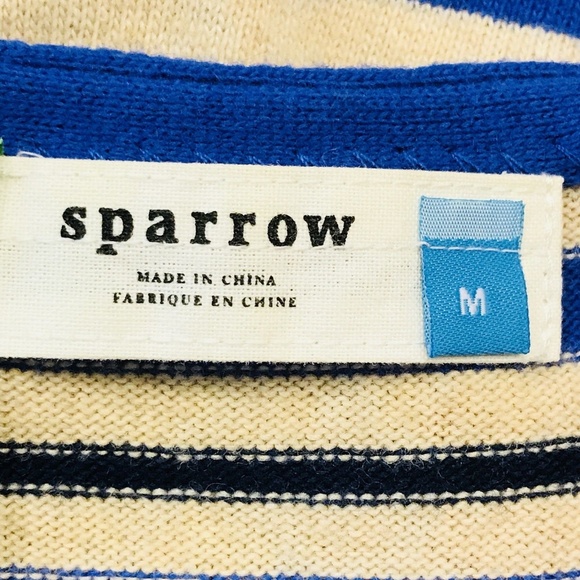 sparrow
MADE IN CHINA
FABRIQUE EN CHINE
M